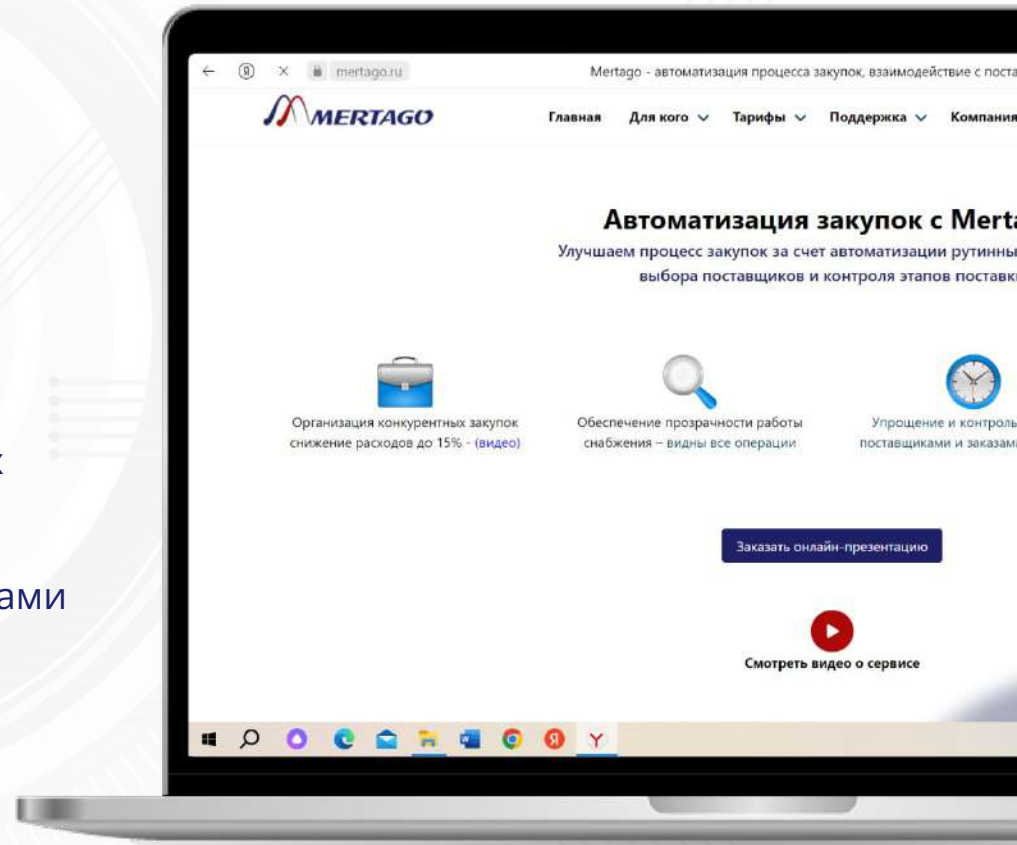 mertago.ru
Mertago - автоматизация процесса закупок, взаимодействие с поста
MERTAGO
Главная Для кого Тарифы Поддержка Компания
Автоматизация закупок с Merta
Улучшаем процесс закупок за счет автоматизации рутинны
выбора поставщиков и контроля этапов поставки
Организация конкурентных закупок
снижение расходов до 15% - (видео)
Обеспечение прозрачности работы
снабжения – видны все операции
Упрощение и контроль
поставщиками и заказами
к
ами
Заказать онлайн-презентацию
Смотреть видео о сервисе